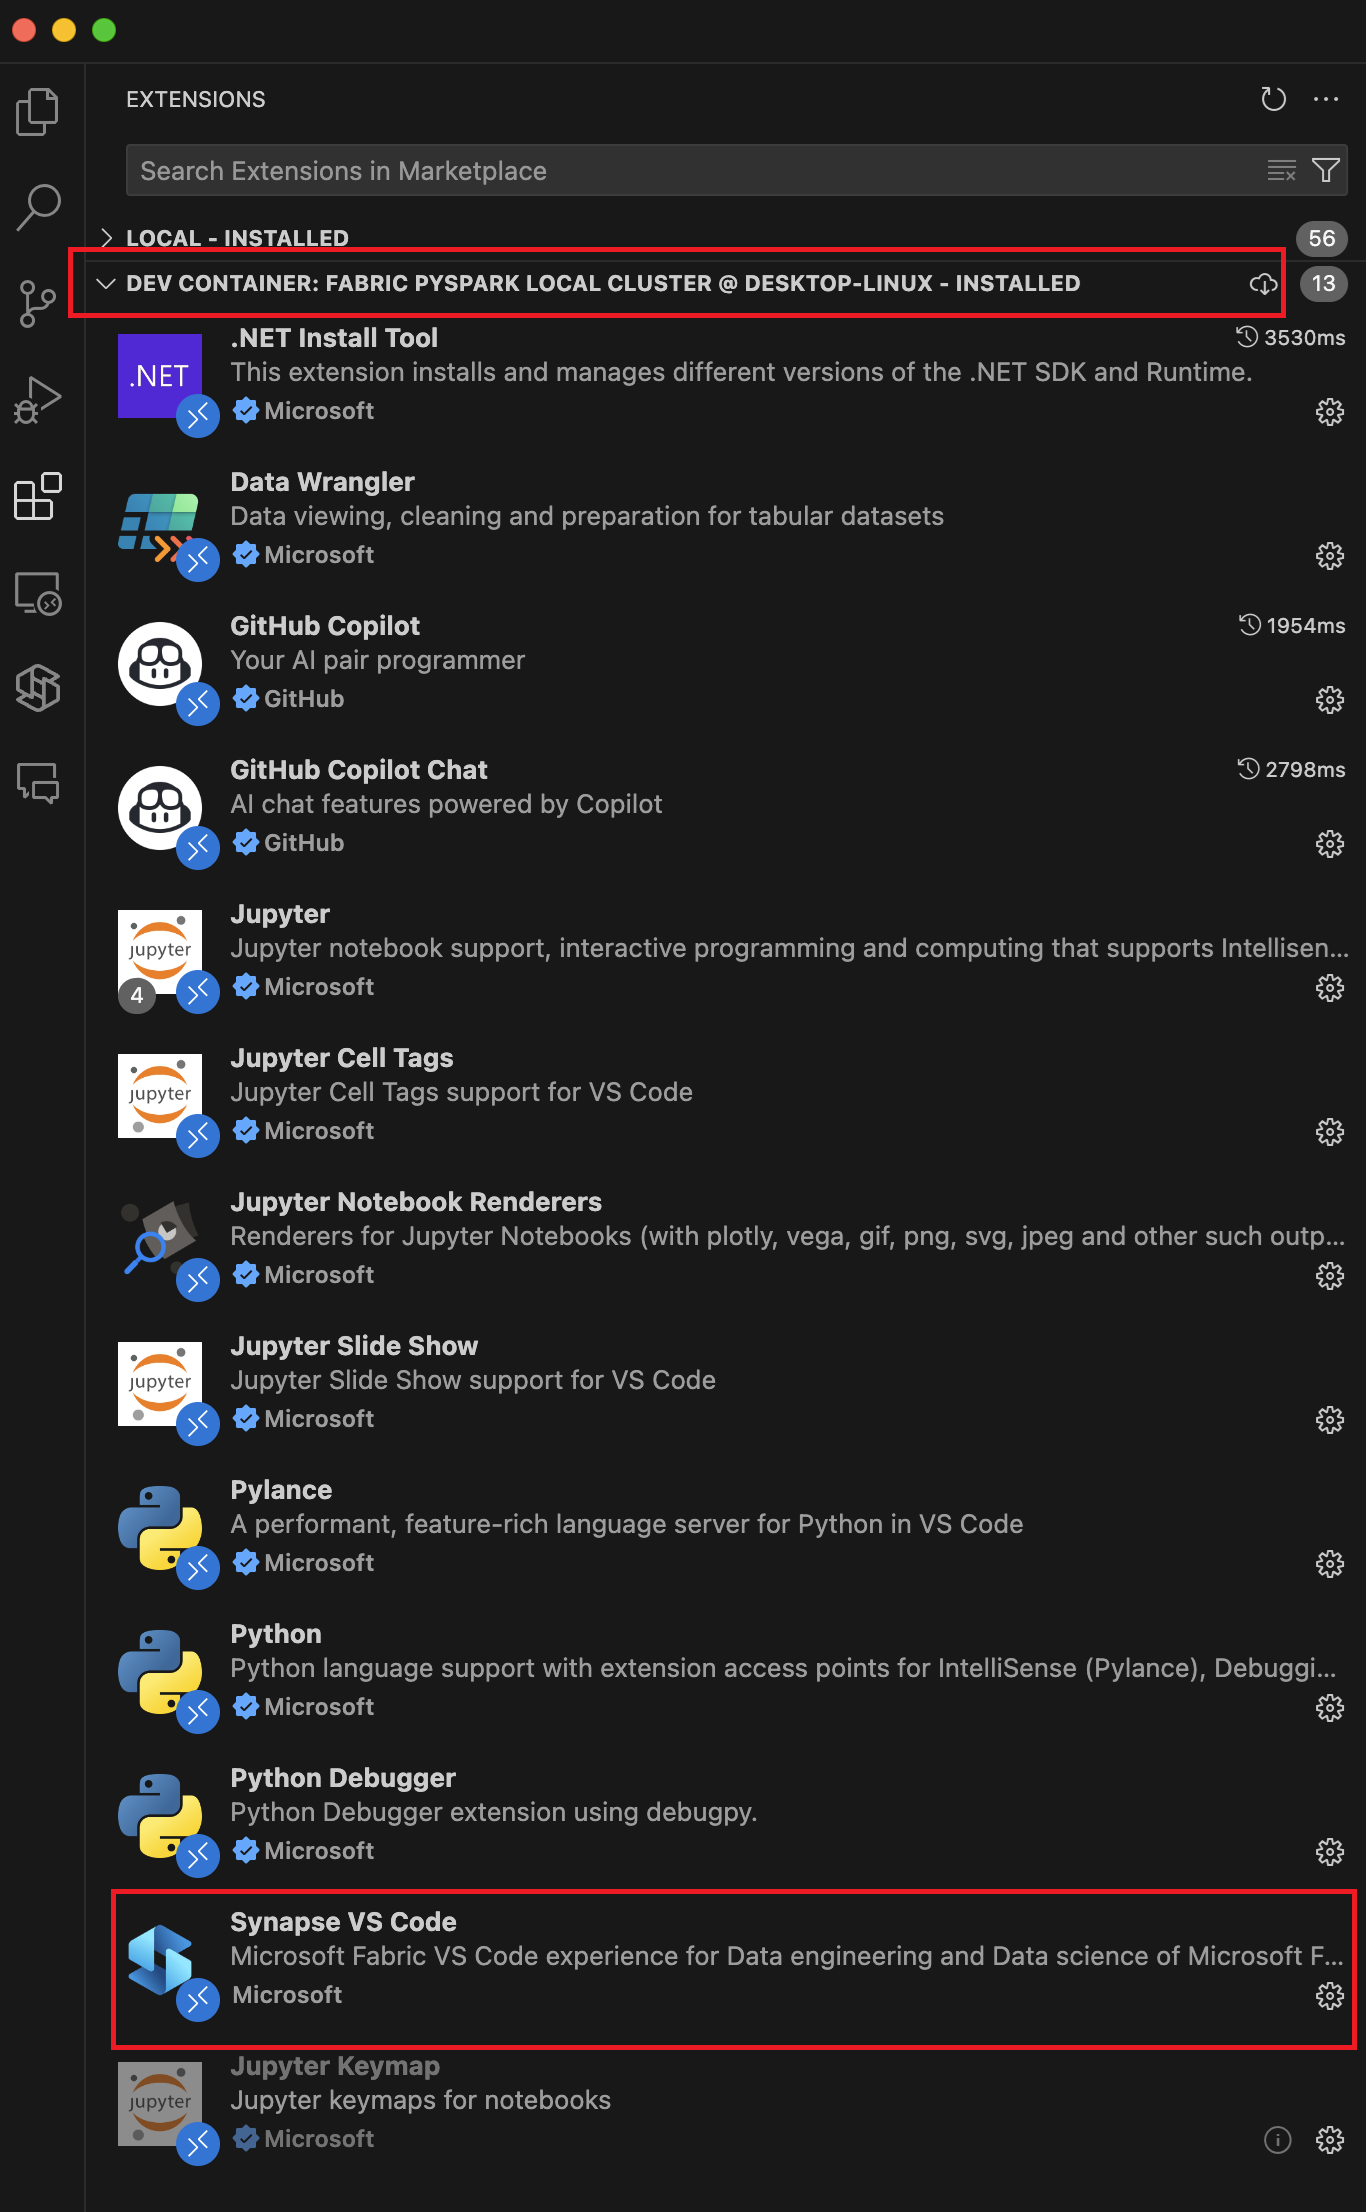 EXTENSIONS
Search Extensions in Marketplace
LOCAL - INSTALLED 56
DEV CONTAINER: FABRIC PYSPARK LOCAL CLUSTER @ DESKTOP-LINUX - INSTALLED 13
.NET
.NET Install Tool 3530ms
This extension installs and manages different versions of the .NET SDK and Runtime.
Microsoft
Data Wrangler
Data viewing, cleaning and preparation for tabular datasets
Microsoft
GitHub Copilot 1954ms
Your AI pair programmer
GitHub
GitHub Copilot Chat 2798ms
AI chat features powered by Copilot
GitHub
Jupyter
jupyter
Jupyter notebook support, interactive programming and computing that supports Intellisen...
4
Microsoft
Jupyter Cell Tags
jupyter
Jupyter Cell Tags support for VS Code
Microsoft
Jupyter Notebook Renderers
Renderers for Jupyter Notebooks (with plotly, vega, gif, png, svg, jpeg and other such outp...
Microsoft
Jupyter Slide Show
jupyter
Jupyter Slide Show support for VS Code
Microsoft
Pylance
A performant, feature-rich language server for Python in VS Code
Microsoft
Python
Python language support with extension access points for IntelliSense (Pylance), Debuggi...
Microsoft
Python Debugger
Python Debugger extension using debugpy.
Microsoft
Synapse VS Code
Microsoft Fabric VS Code experience for Data engineering and Data science of Microsoft F...
Microsoft
Jupyter Keymap
jupyter
Jupyter keymaps for notebooks
Microsoft